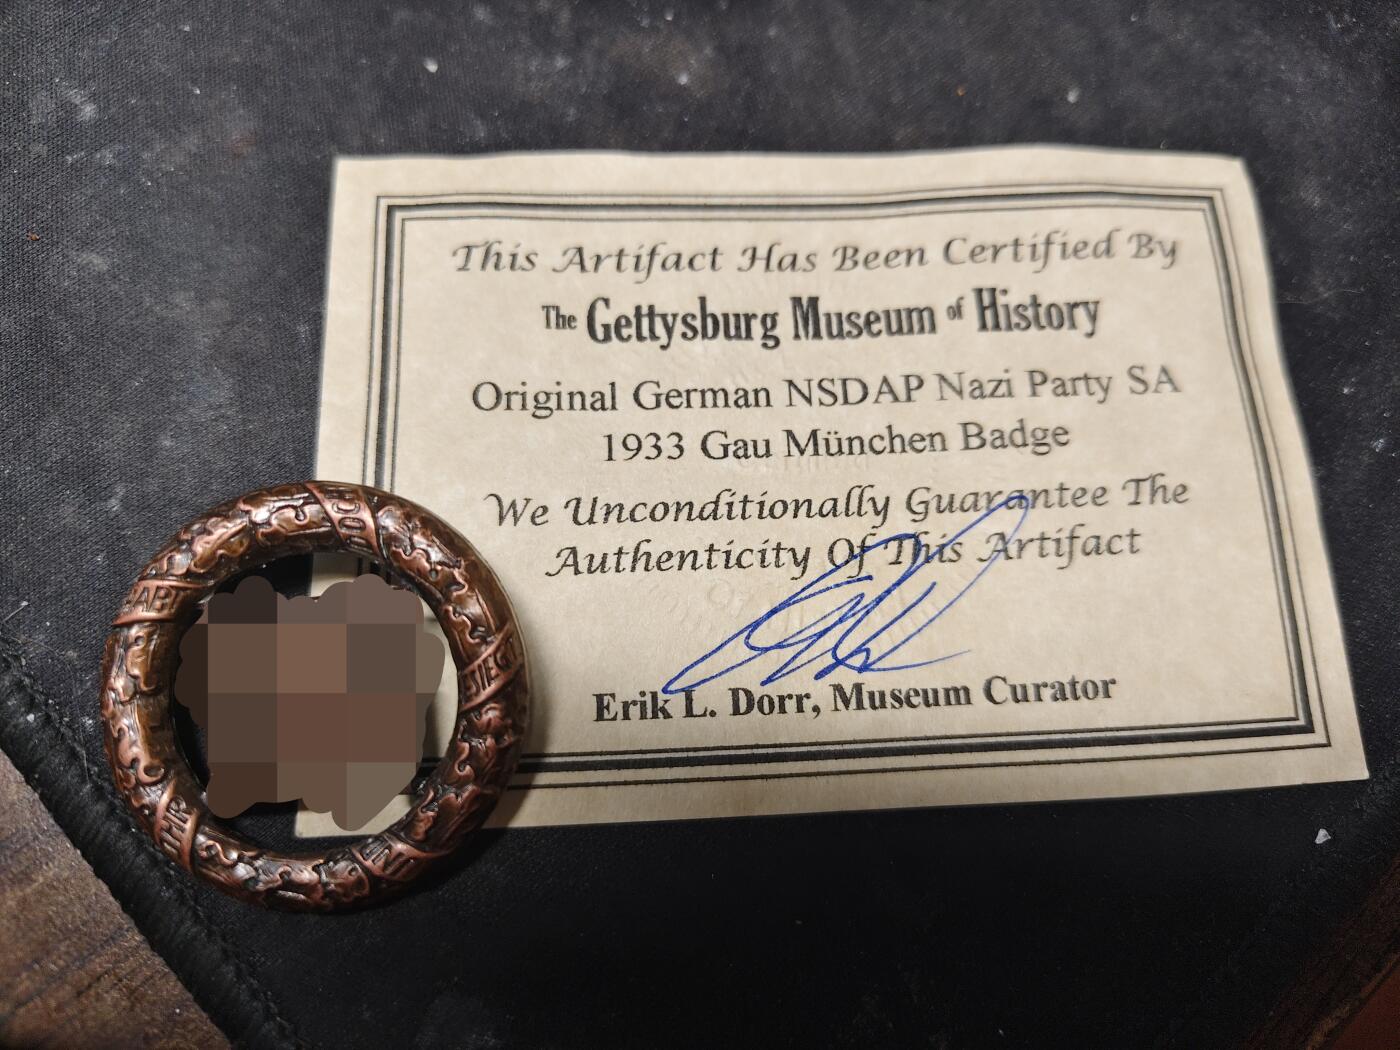 This Artifact Has Been Certified By
The Gettysburg Museum of History
Original German NSDAP Nazi Party SA
1933 Gau München Badge
We Unconditionally Guarantee The
Authenticity Of This Artifact
Erik L. Dorr, Museum Curator